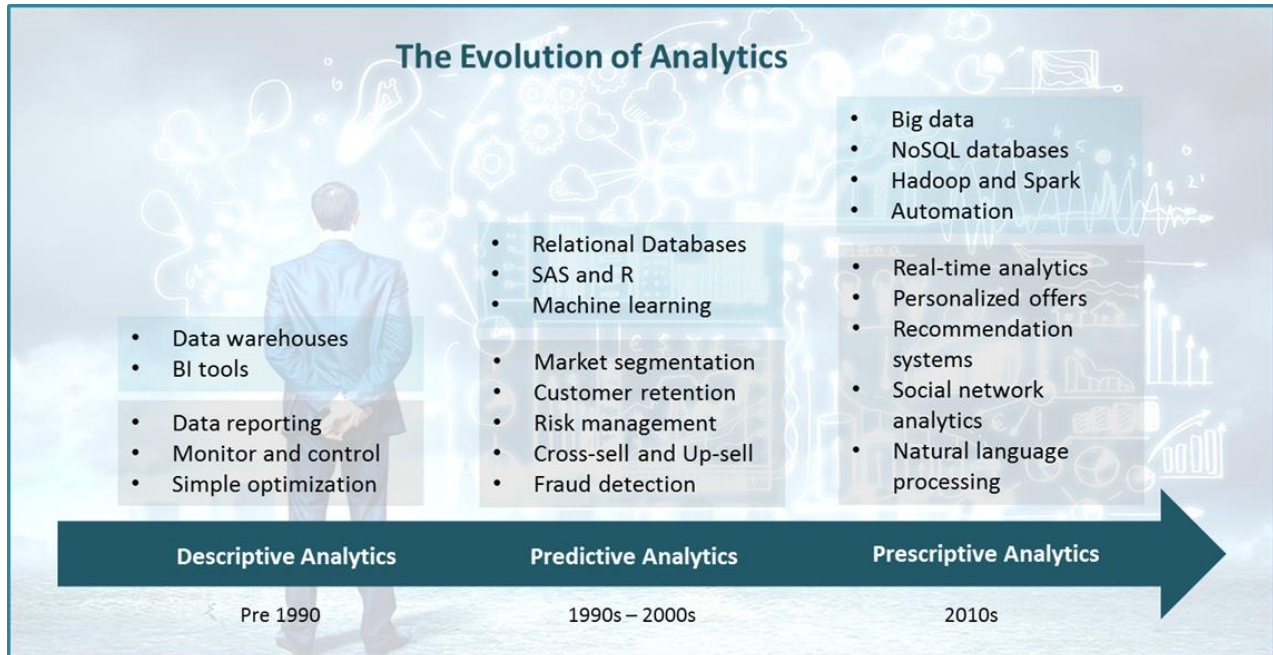 The Evolution of Analytics
• Data warehouses
• BI tools
• Data reporting
• Monitor and control
• Simple optimization
• Relational Databases
• SAS and R
• Machine learning
• Market segmentation
• Customer retention
• Risk management
• Cross-sell and Up-sell
• Fraud detection
• Big data
• NoSQL databases
• Hadoop and Spark
• Automation
• Real-time analytics
• Personalized offers
• Recommendation
systems
• Social network
analytics
• Natural language
processing
Descriptive Analytics
Predictive Analytics
Prescriptive Analytics
Pre 1990
1990s – 2000s
2010s